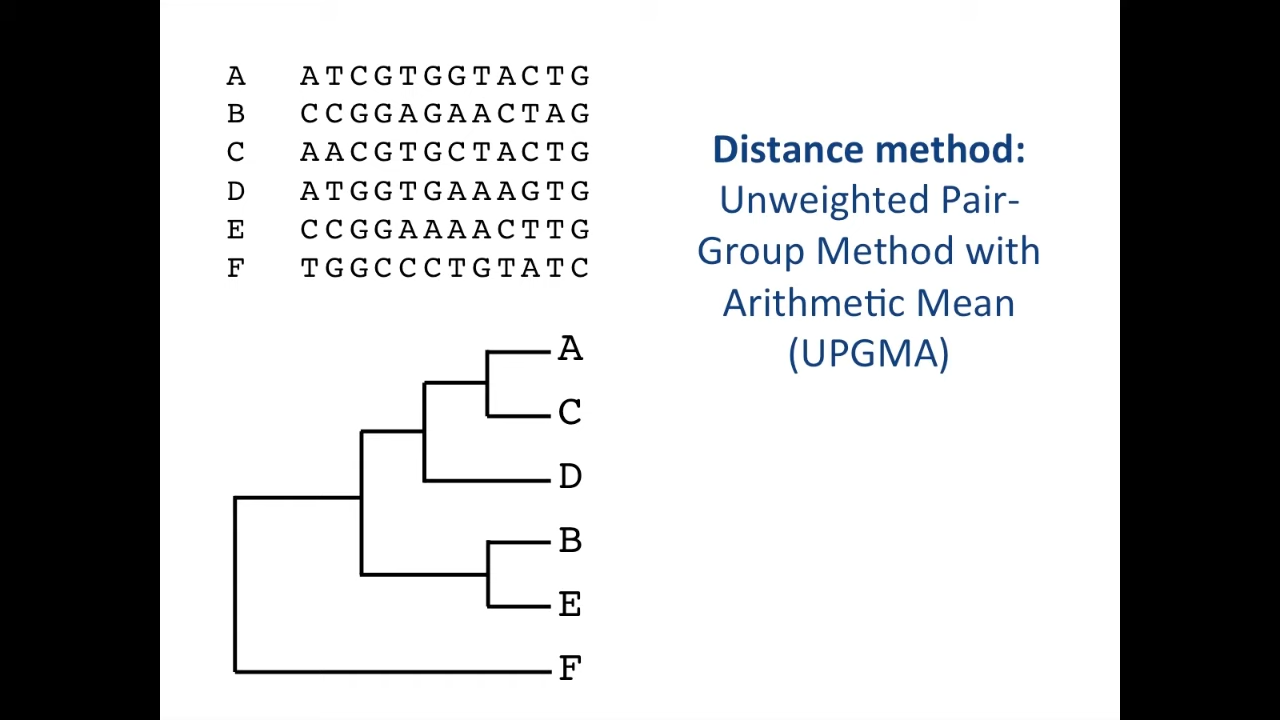 A ATCGTGGTACTG
B CCGGAGAACTAG
C AACGTGCTACTG
D ATGGTGAAAGTG
E CCGGAAAACTTG
F TGGCCCTGTATC
Distance method:
Unweighted Pair-
Group Method with
Arithmetic Mean
(UPGMA)
A
C
D
B
E
F